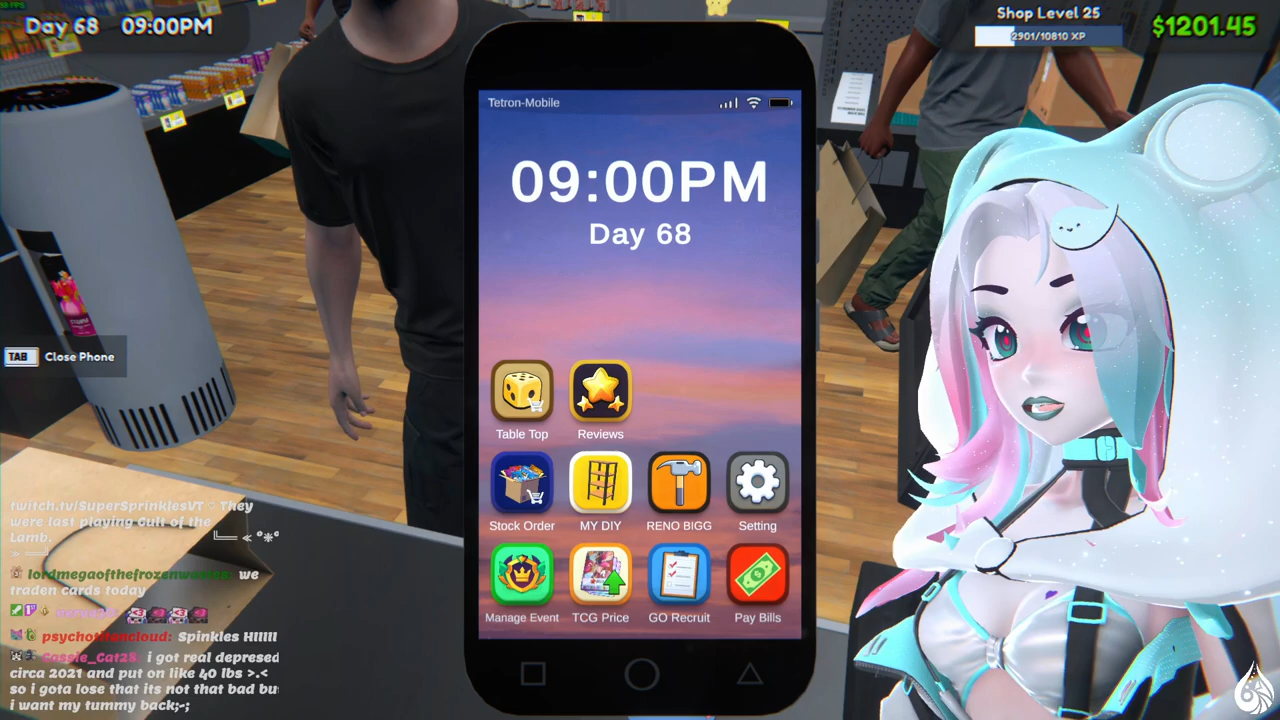 Day 68 09:00PM
Shop Level 25
2901/10810 XP
$1201.45
Tetron-Mobile
09:00PM
Day 68
TAB Close Phone
Table Top
Reviews
Stock Order
MY DIY
RENO BIGG
Setting
Manage Event
TCG Price
GO Recruit
Pay Bills
twitch.tv/SuperSprinklesVT They
were last playing Cult of the
Lamb.
lordmegaofthefrozenwastes: we
traden cards today
psychothancloud: Spinkles HIIIII
Cassie_Cat28: i got real depresed
circa 2021 and put on like 40 lbs >.<
so i gota lose that its not that bad bu
i want my tummy back;~;